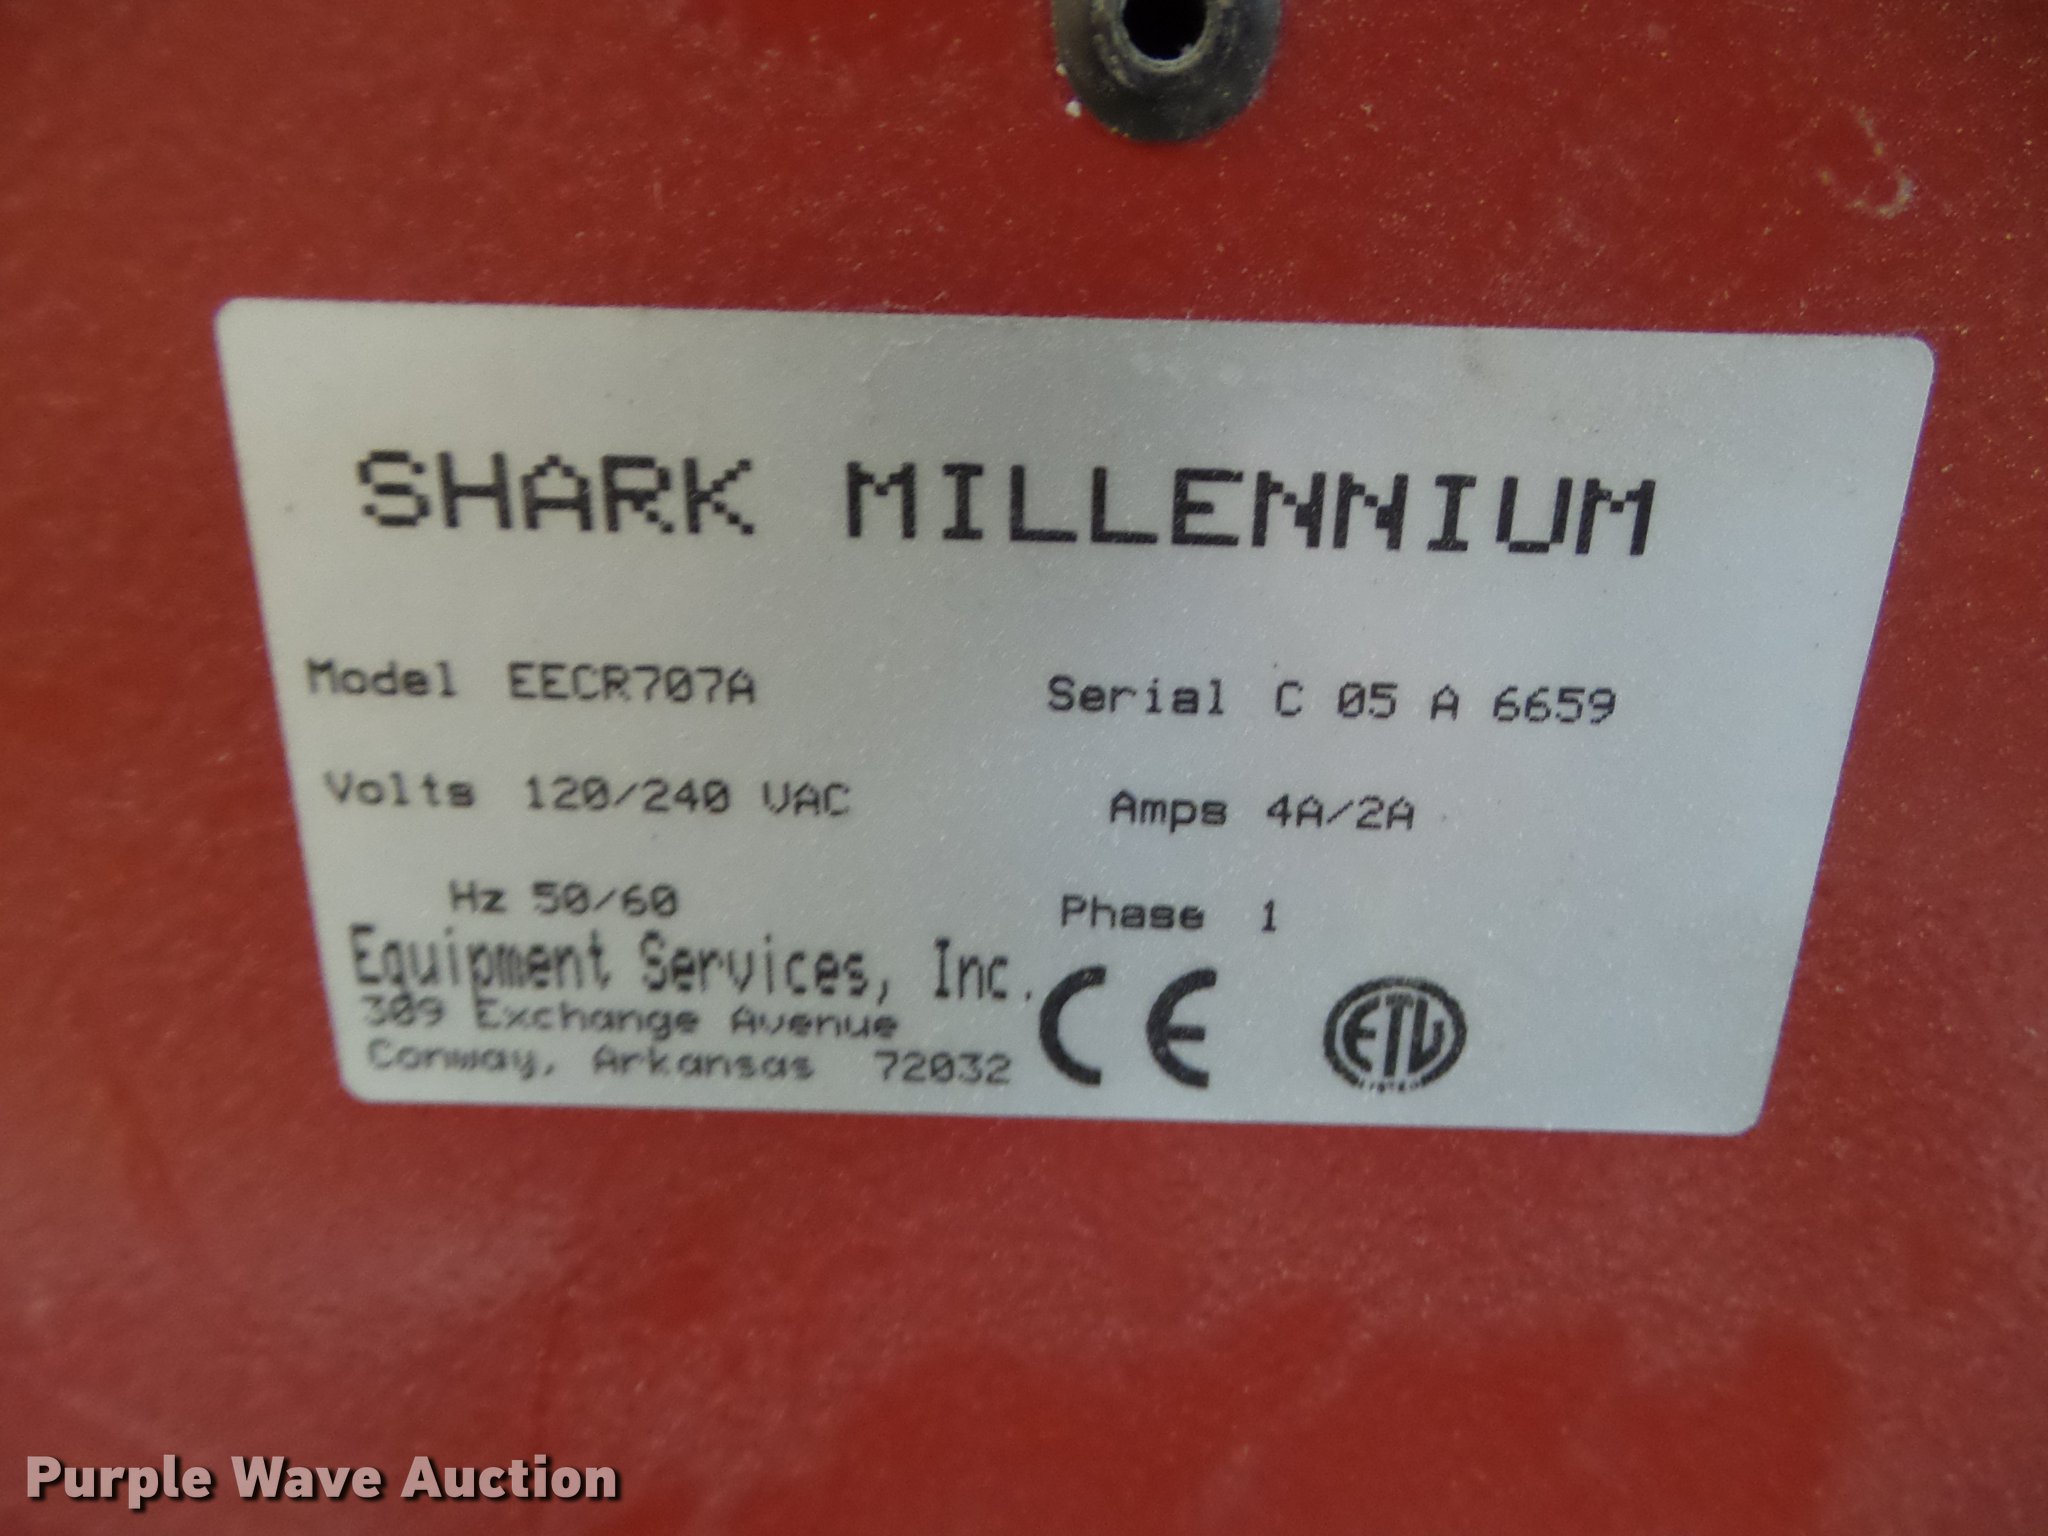 SHARK MILLENNIUM
Model EECR707A Serial C 05 A 6659
Volts 120/240 VAC Amps 4A/2A
Hz 50/60 Phase 1
Equipment Services, Inc.
309 Exchange Avenue
Conway, Arkansas 72032
CE
ETL
Purple Wave Auction